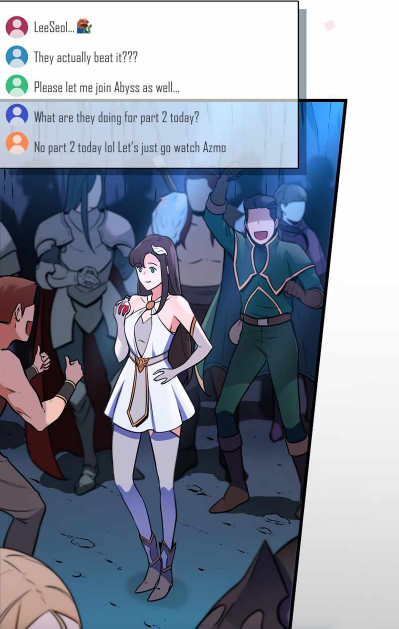 LeeSeol...
They actually beat it???
Please let me join Abyss as well...
What are they doing for part 2 today?
No part 2 today lol Let's just go watch Azmo